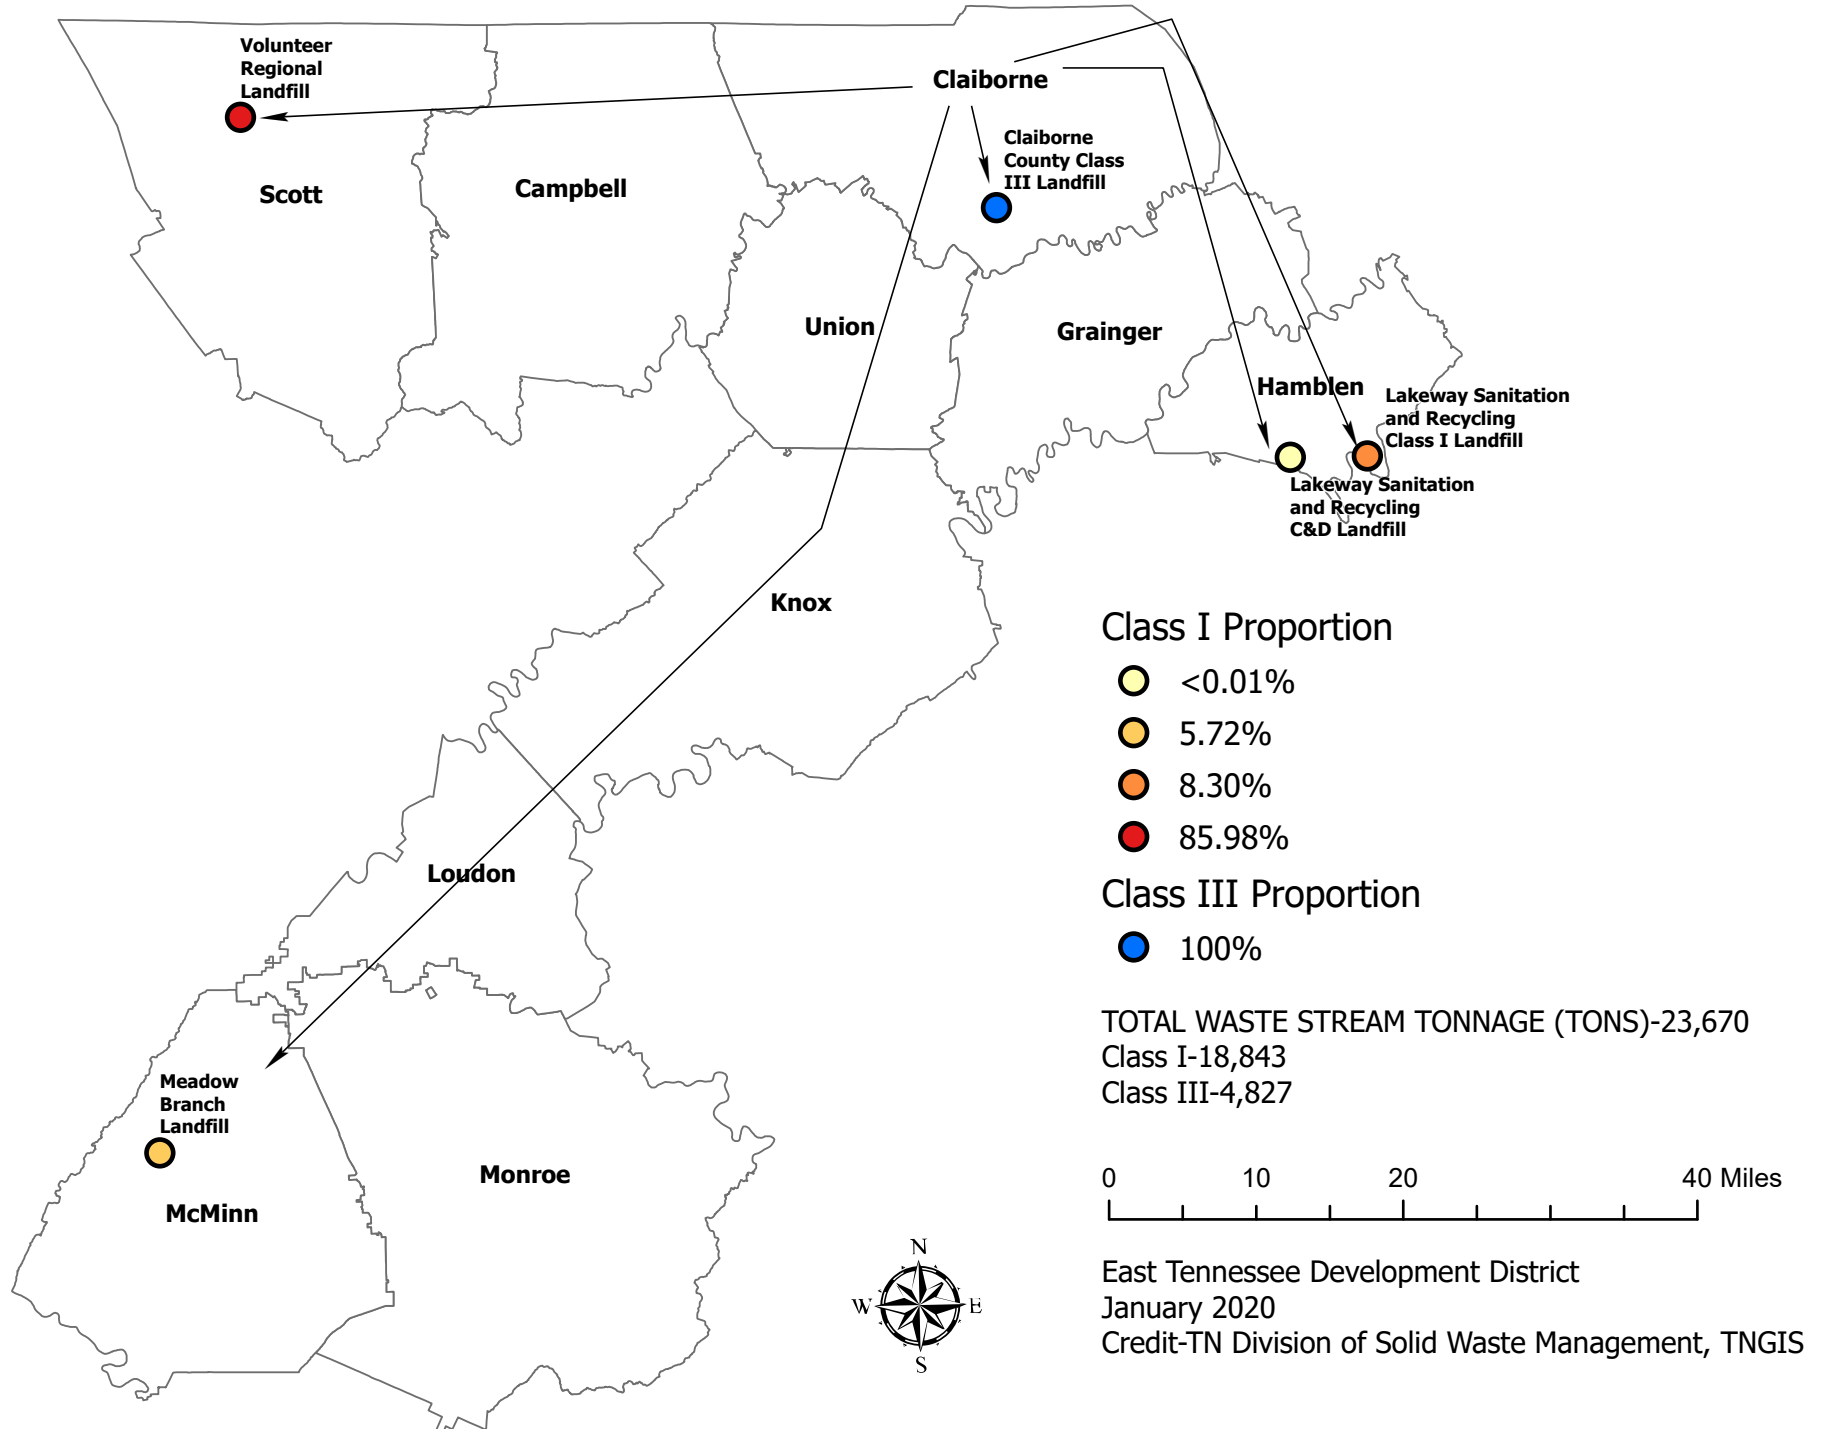 Volunteer
Regional
Landfill
Claiborne
Claiborne
County Class
III Landfill
Scott
Campbell
Union
Grainger
Hamblen
Lakeway Sanitation
and Recycling
Class I Landfill
Lakeway Sanitation
and Recycling
C&D Landfill
Knox
Loudon
Meadow
Branch
Landfill
McMinn
Monroe
Class I Proportion
<0.01%
5.72%
8.30%
85.98%
Class III Proportion
100%
TOTAL WASTE STREAM TONNAGE (TONS)-23,670
Class I-18,843
Class III-4,827
0 10 20 40 Miles
N
W E
S
East Tennessee Development District
January 2020
Credit-TN Division of Solid Waste Management, TNGIS